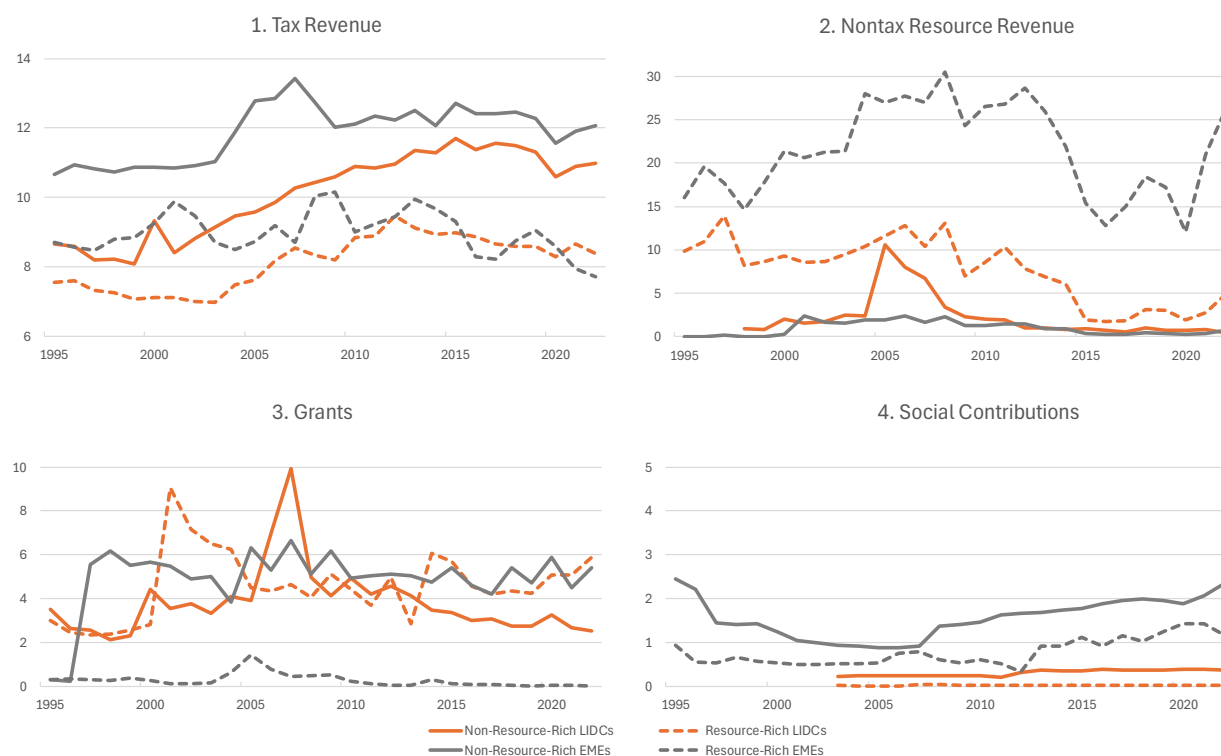 1. Tax Revenue
14
12
10
8
6
1995 2000 2005 2010 2015 2020
2. Nontax Resource Revenue
30
25
20
15
10
5
0
1995 2000 2005 2010 2015 2020
3. Grants
10
8
6
4
2
0
1995 2000 2005 2010 2015 2020
4. Social Contributions
5
4
3
2
1
0
1995 2000 2005 2010 2015 2020
Non-Resource-Rich LIDCs Resource-Rich LIDCs
Non-Resource-Rich EMEs Resource-Rich EMEs